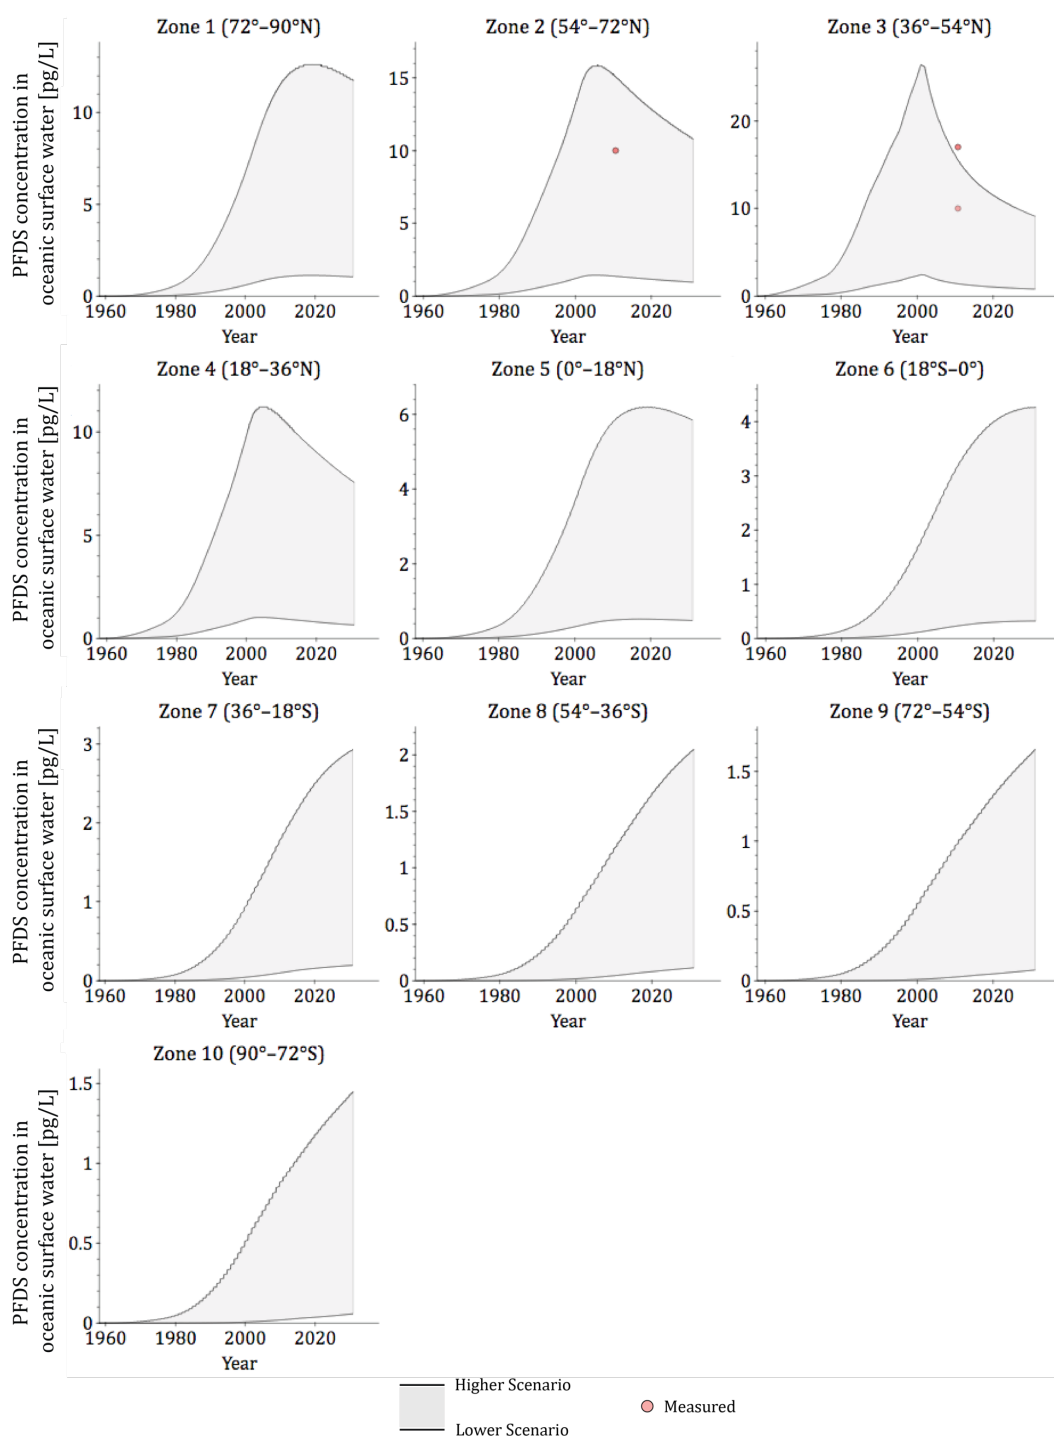 Zone 1 (72°–90°N)
Zone 2 (54°–72°N)
Zone 3 (36°–54°N)
PFDS concentration in
oceanic surface water [pg/L]
10
5
0
1960 1980 2000 2020
Year
15
10
5
0
1960 1980 2000 2020
Year
20
10
0
1960 1980 2000 2020
Year
Zone 4 (18°–36°N)
Zone 5 (0°–18°N)
Zone 6 (18°S–0°)
PFDS concentration in
oceanic surface water [pg/L]
10
5
0
1960 1980 2000 2020
Year
6
4
2
0
1960 1980 2000 2020
Year
4
3
2
1
0
1960 1980 2000 2020
Year
Zone 7 (36°–18°S)
Zone 8 (54°–36°S)
Zone 9 (72°–54°S)
PFDS concentration in
oceanic surface water [pg/L]
3
2
1
0
1960 1980 2000 2020
Year
2
1.5
1
0.5
0
1960 1980 2000 2020
Year
1.5
1
0.5
0
1960 1980 2000 2020
Year
Zone 10 (90°–72°S)
PFDS concentration in
oceanic surface water [pg/L]
1.5
1
0.5
0
1960 1980 2000 2020
Year
Higher Scenario
Lower Scenario
Measured